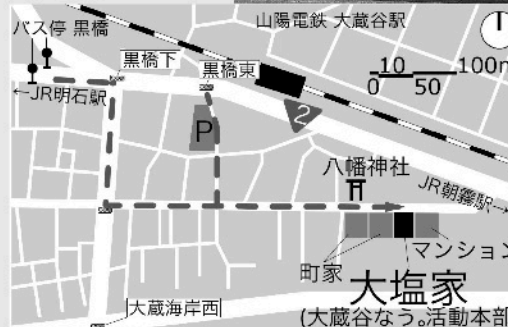 山陽電鉄 大蔵谷駅
バス停 黒橋
黒橋下
黒橋東
10 100m
0 50
←JR明石駅
2
P
八幡神社
JR朝霧駅→
マンション
町家
大塩家
(大蔵谷なう。活動本部
大蔵海岸西